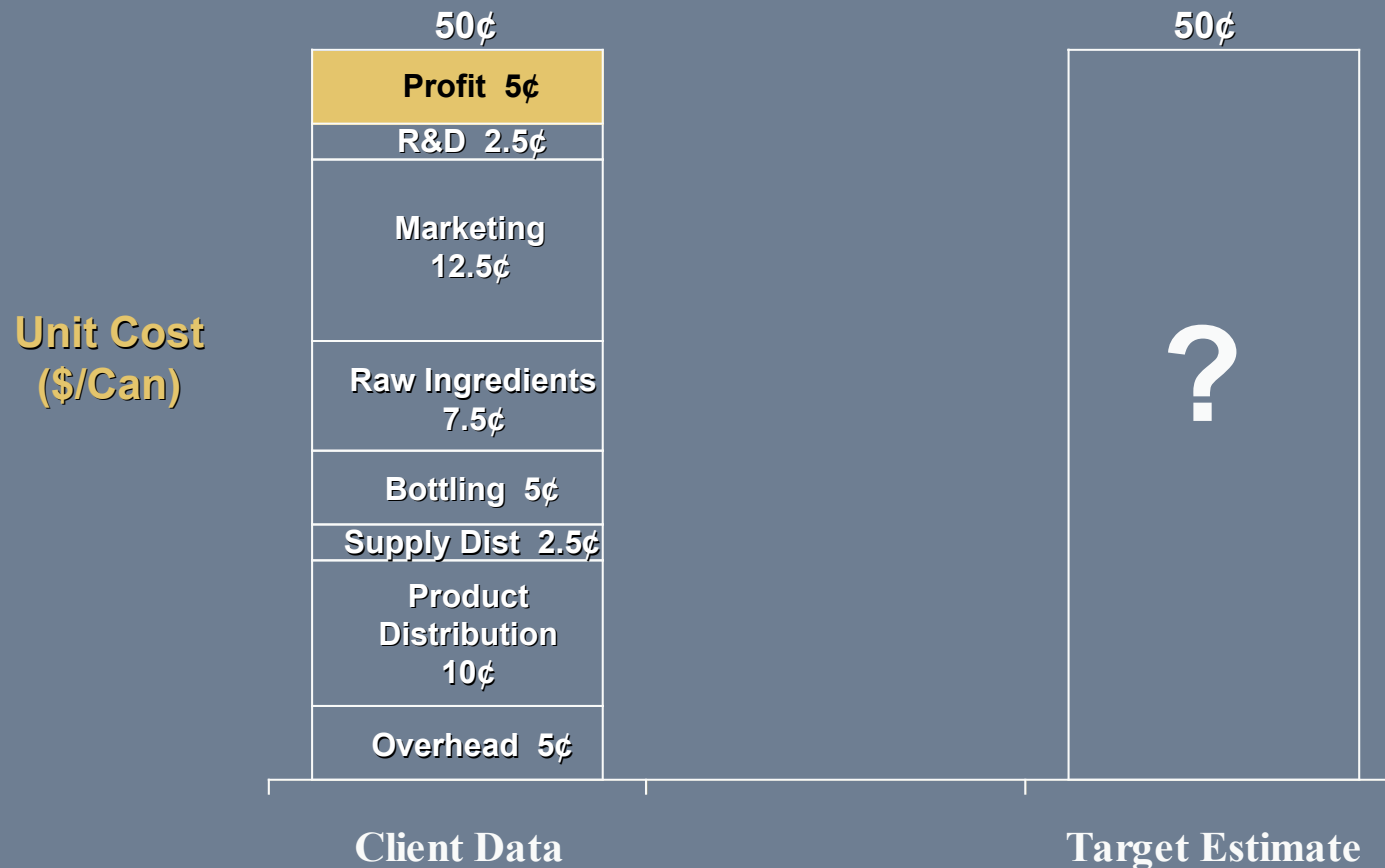 50¢
50¢
Profit 5¢
R&D 2.5¢
Marketing
12.5¢
Unit Cost
($/Can)
Raw Ingredients
7.5¢
?
Bottling 5¢
Supply Dist 2.5¢
Product
Distribution
10¢
Overhead 5¢
Client Data
Target Estimate